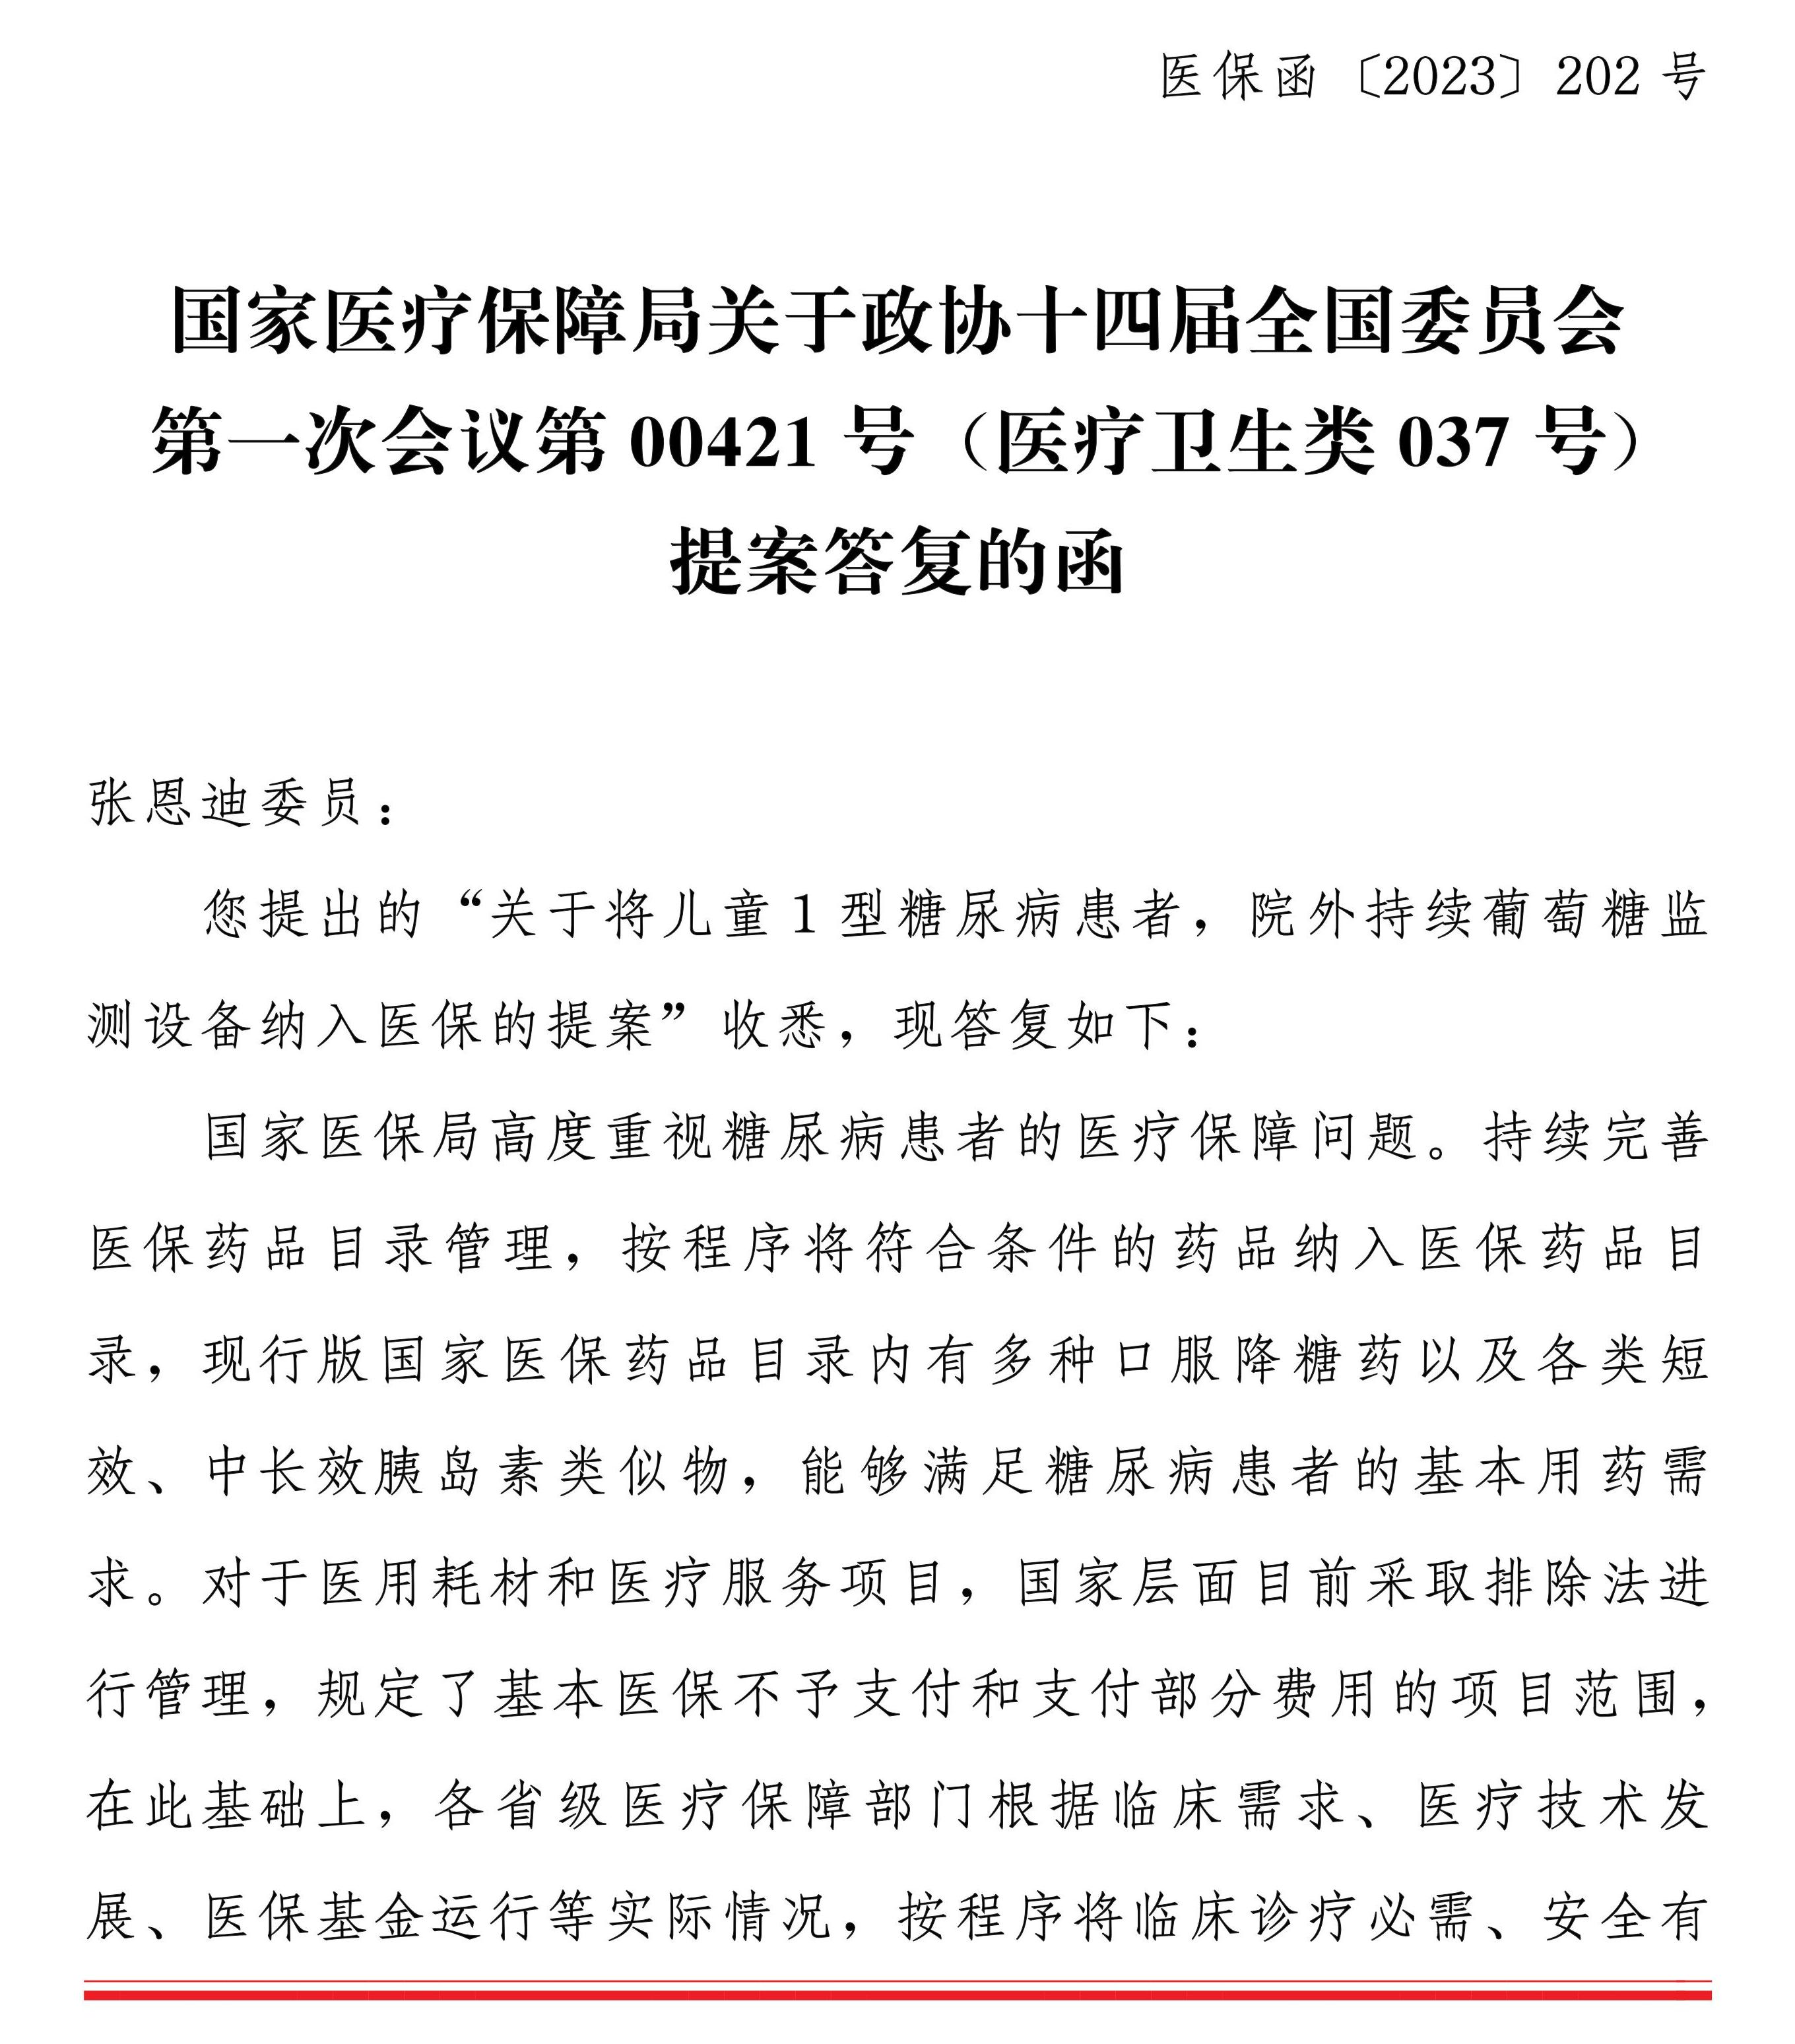 医保函〔2023〕202 号
国家医疗保障局关于政协十四届全国委员会
第一次会议第 00421 号（医疗卫生类 037 号）
提案答复的函
张恩迪委员：
您提出的“关于将儿童 1 型糖尿病患者，院外持续葡萄糖监
测设备纳入医保的提案”收悉，现答复如下：
国家医保局高度重视糖尿病患者的医疗保障问题。持续完善
医保药品目录管理，按程序将符合条件的药品纳入医保药品目
录，现行版国家医保药品目录内有多种口服降糖药以及各类短
效、中长效胰岛素类似物，能够满足糖尿病患者的基本用药需
求。对于医用耗材和医疗服务项目，国家层面目前采取排除法进
行管理，规定了基本医保不予支付和支付部分费用的项目范围，
在此基础上，各省级医疗保障部门根据临床需求、医疗技术发
展、医保基金运行等实际情况，按程序将临床诊疗必需、安全有